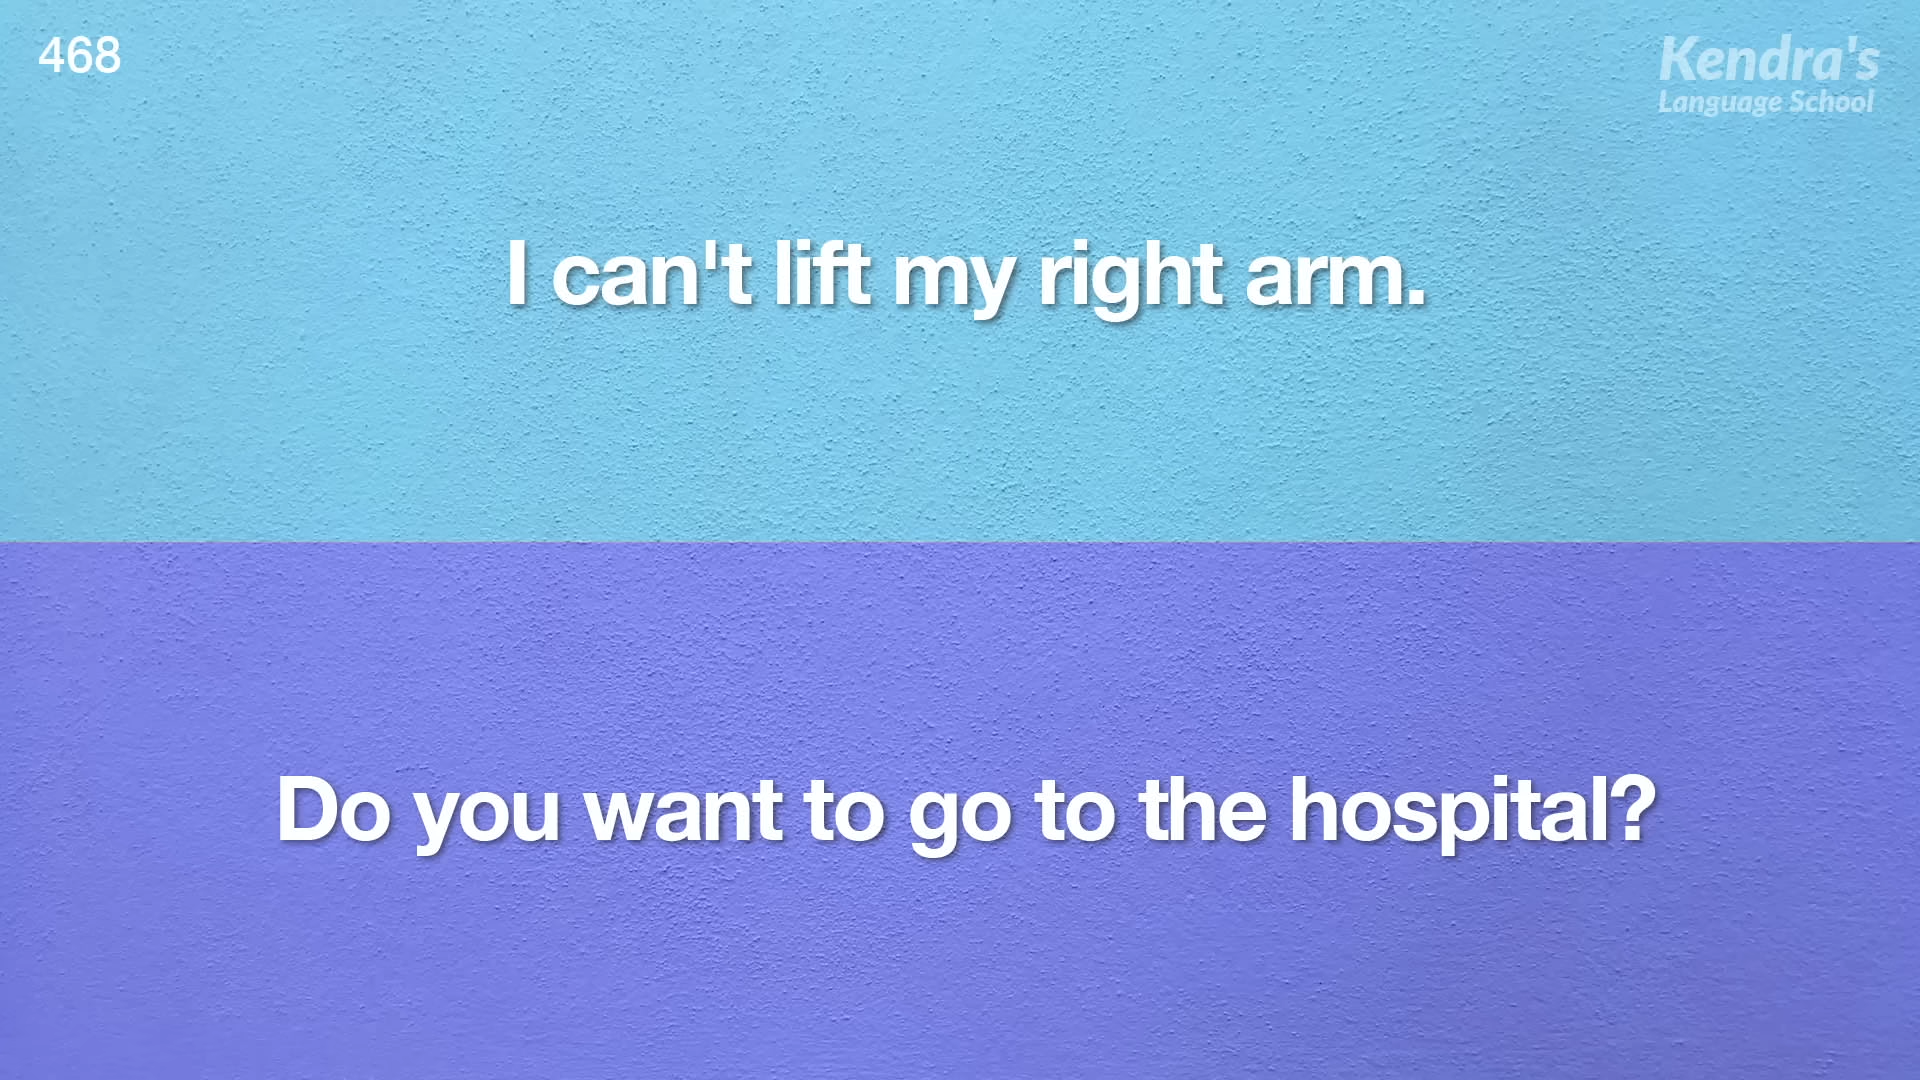 468
Kendra's
Language School
I can't lift my right arm.
Do you want to go to the hospital?